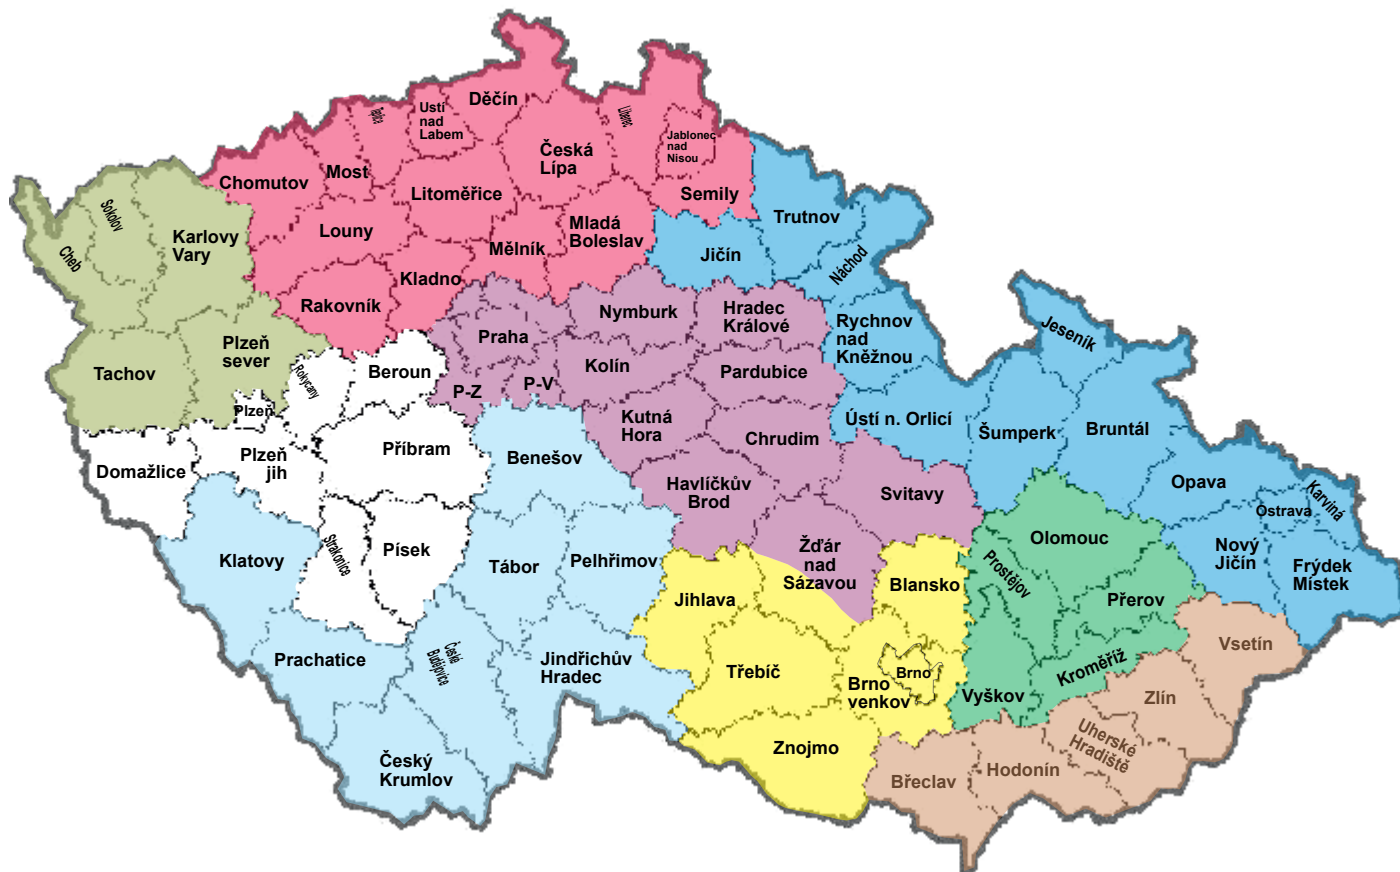 Děčín
Ustí
nad
Labem
Teplice
Liberec
Jablonec
nad
Nisou
Česká
Lípa
Most
Chomutov
Litoměřice
Semily
Sokolov
Cheb
Karlovy
Vary
Louny
Mělník
Mladá
Boleslav
Trutnov
Jičín
Náchod
Kladno
Rakovník
Nymburk
Hradec
Králové
Praha
Rychnov
nad
Kněžnou
Jeseník
Plzeň
sever
Tachov
Rokycany
Beroun
P-Z
P-V
Kolín
Pardubice
Plzeň
Kutná
Hora
Chrudim
Ústí n. Orlicí
Šumperk
Bruntál
Domažlice
Plzeň
jih
Příbram
Benešov
Havlíčkův
Brod
Svitavy
Opava
Karviná
Ostrava
Klatovy
Strakonice
Písek
Tábor
Pelhřimov
Žďár
nad
Sázavou
Olomouc
Nový
Jičín
Frýdek
Místek
Jihlava
Blansko
Prostějov
Přerov
Prachatice
České
Budějovice
Jindřichův
Hradec
Třebíč
Brno
venkov
Brno
Vyškov
Kroměříž
Vsetín
Zlín
Český
Krumlov
Znojmo
Břeclav
Hodonín
Uherské
Hradiště